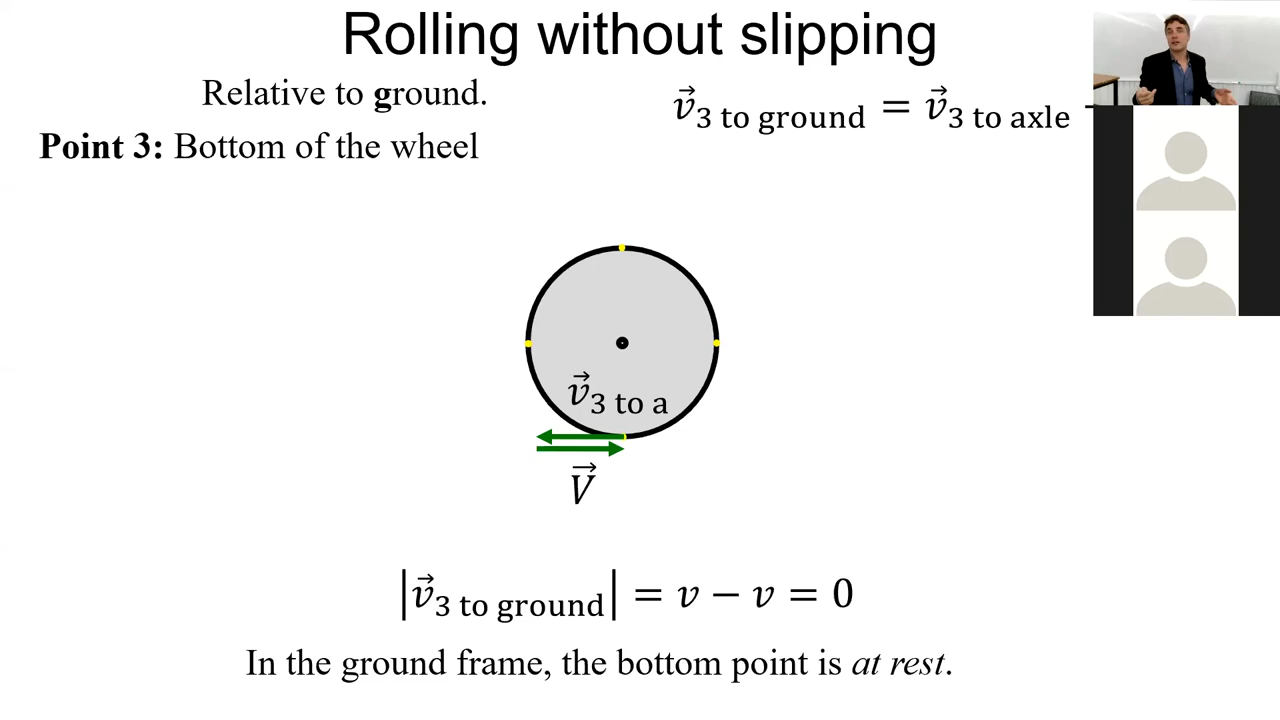 Rolling without slipping
Relative to ground.
v⃗₃ to ground = v⃗₃ to axle
Point 3: Bottom of the wheel
v⃗₃ to a
V⃗
|v⃗₃ to ground| = v − v = 0
In the ground frame, the bottom point is at rest.